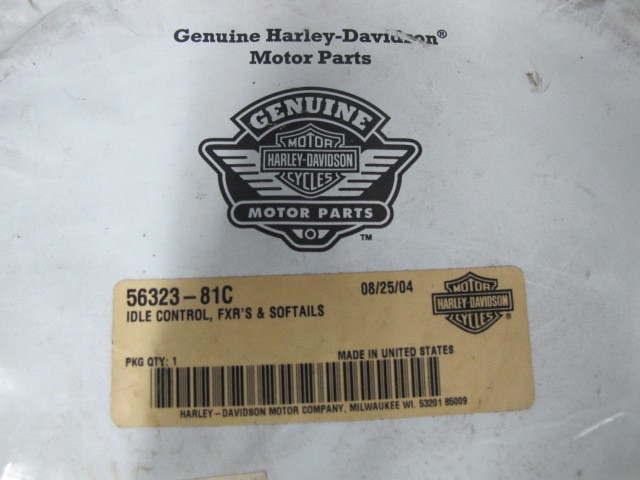 Genuine Harley-Davidson®
Motor Parts
GENUINE
MOTOR
HARLEY-DAVIDSON
CYCLES
MOTOR PARTS
TM
56323-81C
08/25/04
IDLE CONTROL, FXR'S & SOFTAILS
MOTOR
HARLEY-DAVIDSON
CYCLES
®
PKG QTY: 1
MADE IN UNITED STATES
HARLEY-DAVIDSON MOTOR COMPANY, MILWAUKEE WI. 53201 85009